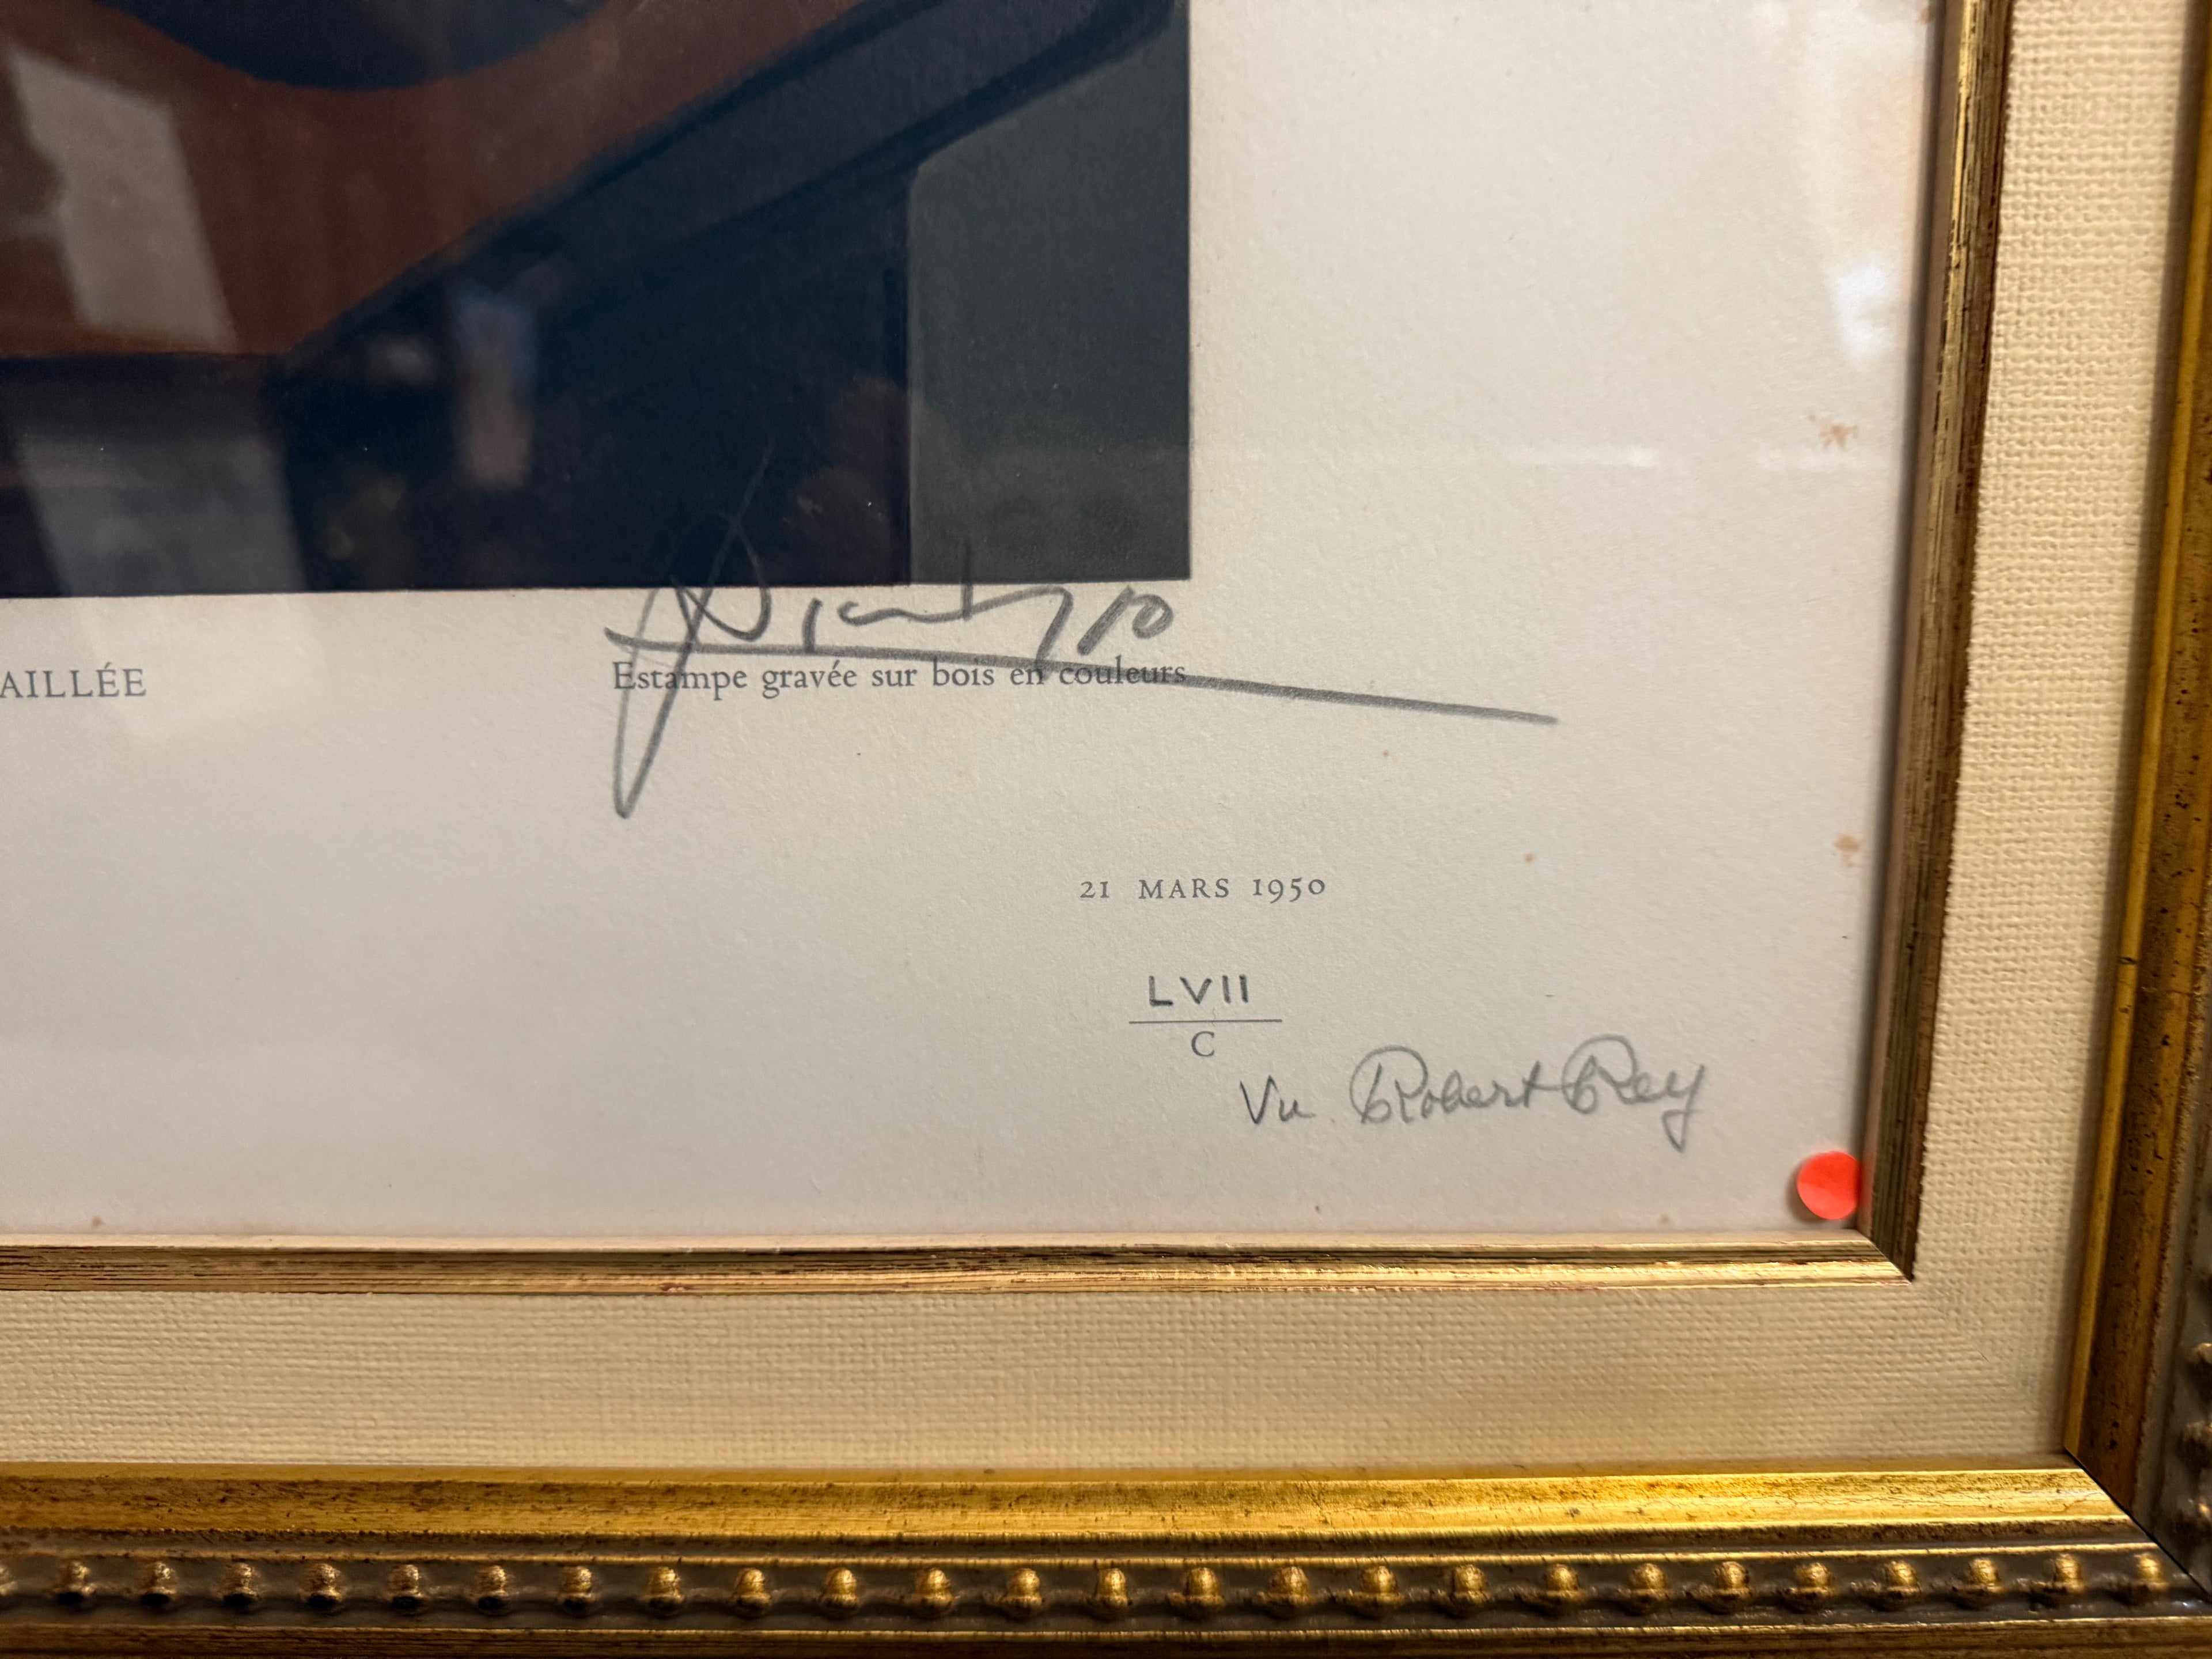 Picasso
AILLÉE
Estampe gravée sur bois en couleurs
21 MARS 1950
LVII
C
Vu Robert Rey